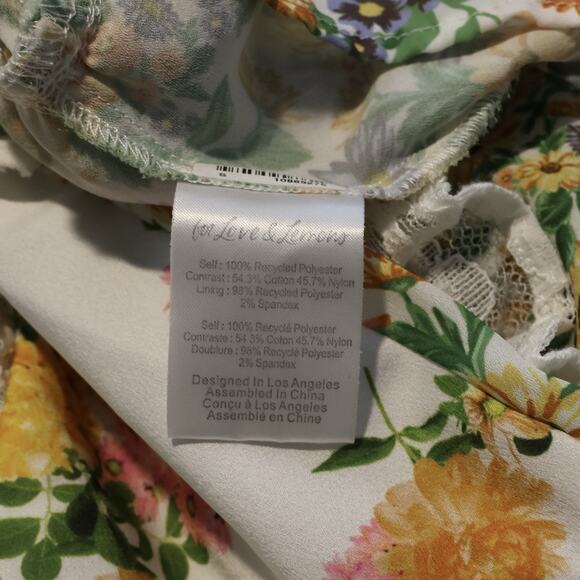 for Love & Lemons
Self : 100% Recycled Polyester
Contrast : 54.3% Cotton 45.7% Nylon
Lining : 98% Recycled Polyester
2% Spandex
Self : 100% Recyclé Polyester
Contraste : 54.3% Coton 45.7% Nylon
Doublure : 98% Recyclé Polyester
2% Spandex
Designed In Los Angeles
Assembled In China
Conçu à Los Angeles
Assemblé en Chine